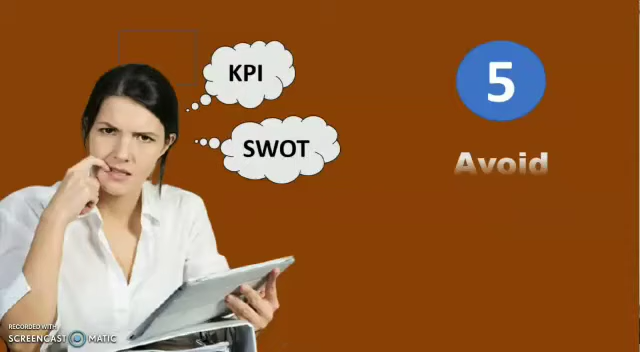 KPI
SWOT
5
Avoid
RECORDED WITH
SCREENCAST MATIC